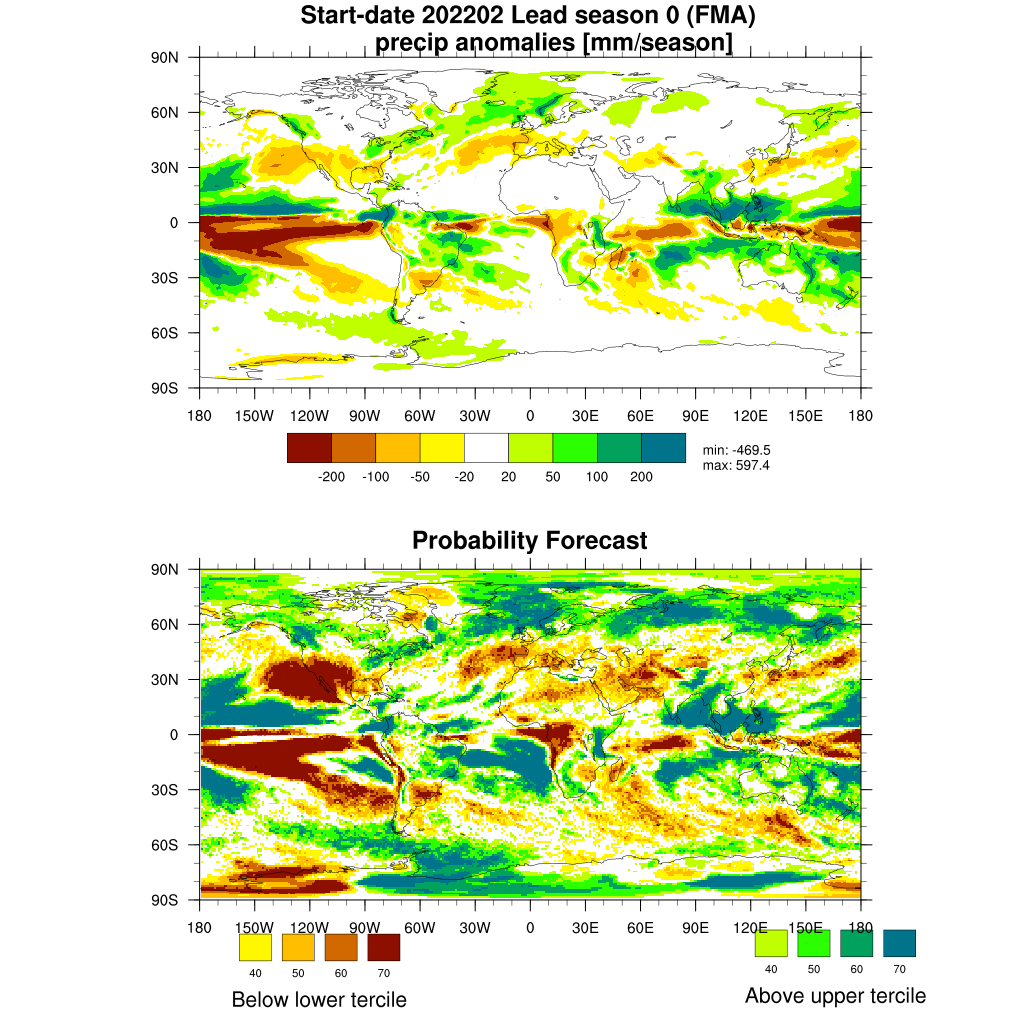 Start-date 202202 Lead season 0 (FMA)
precip anomalies [mm/season]
90N
60N
30N
0
30S
60S
90S
180 150W 120W 90W 60W 30W 0 30E 60E 90E 120E 150E 180
-200 -100 -50 -20 20 50 100 200
min: -469.5
max: 597.4
Probability Forecast
90N
60N
30N
0
30S
60S
90S
180 150W 120W 90W 60W 30W 0 30E 60E 90E 120E 150E 180
40 50 60 70
Below lower tercile
40 50 60 70
Above upper tercile